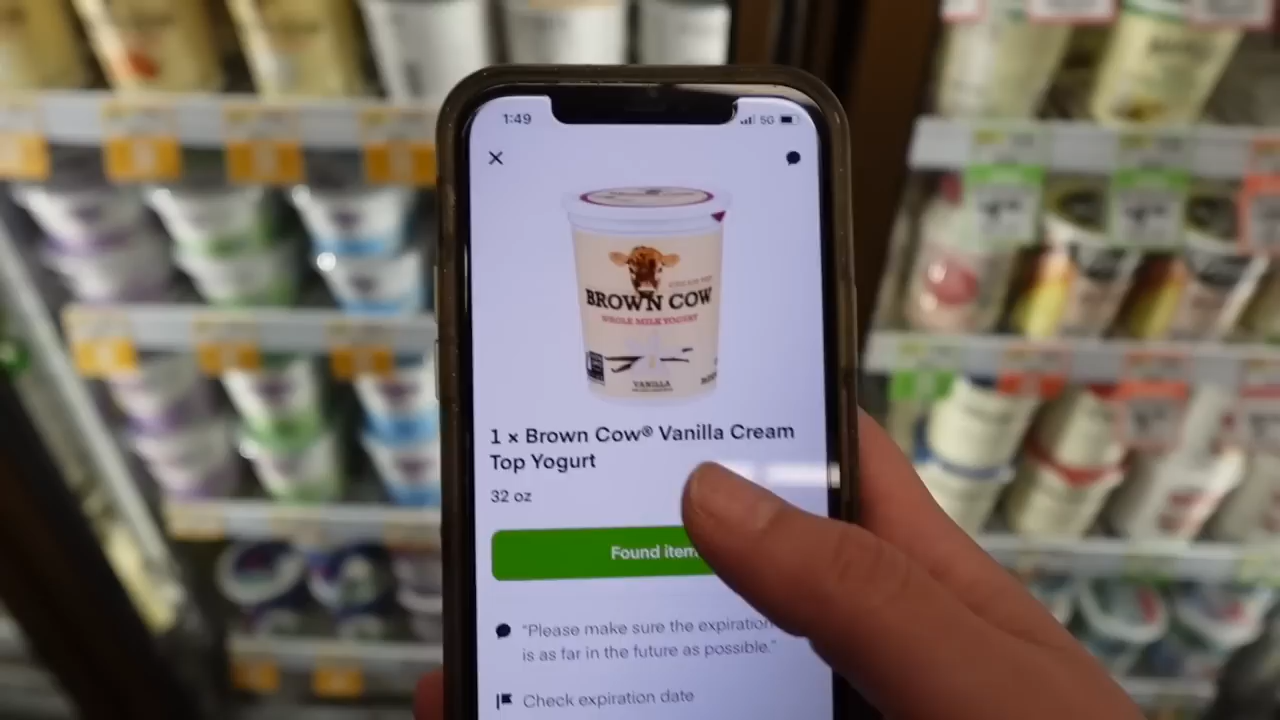 1:49
5G
BROWN COW
WHOLE MILK YOGURT
VANILLA
1 × Brown Cow® Vanilla Cream
Top Yogurt
32 oz
Found item
"Please make sure the expiration
is as far in the future as possible."
Check expiration date